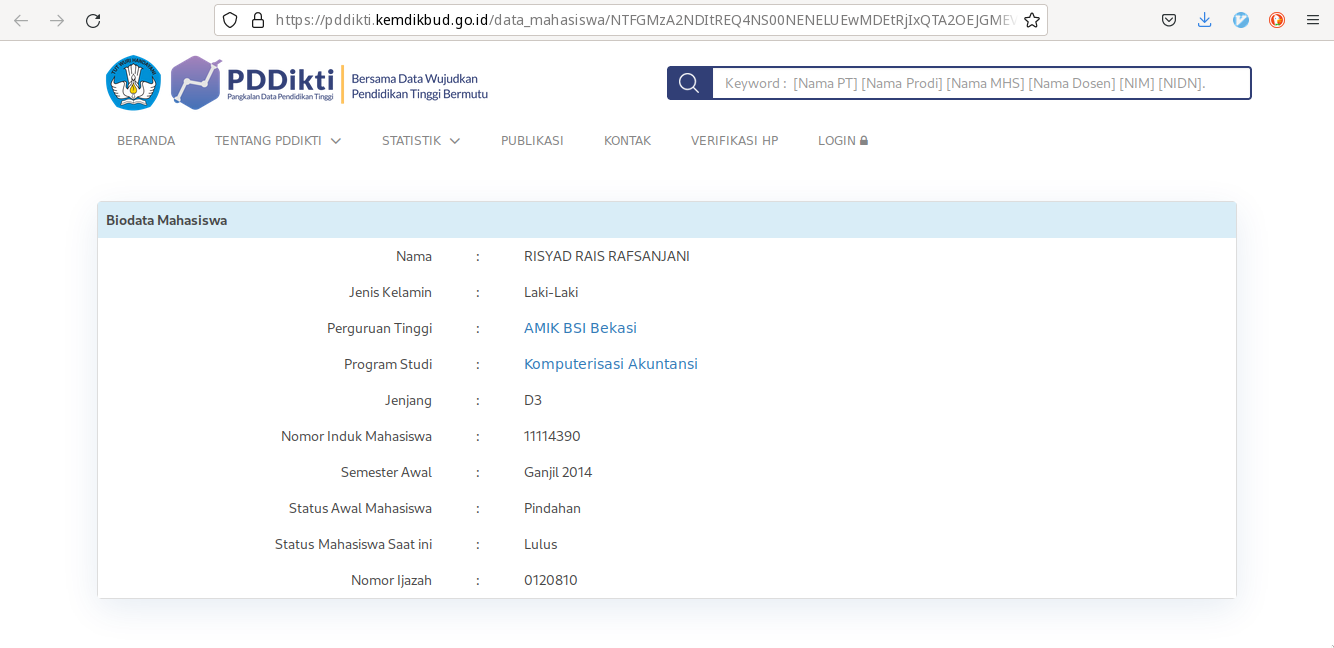 https://pddikti.kemdikbud.go.id/data_mahasiswa/
PDDikti
Pangkalan Data Pendidikan Tinggi
Bersama Data Wujudkan
Pendidikan Tinggi Bermutu
Keyword : [Nama PT] [Nama Prodi] [Nama MHS] [Nama Dosen] [NIM] [NIDN].
BERANDA TENTANG PDDIKTI STATISTIK PUBLIKASI KONTAK VERIFIKASI HP LOGIN
Biodata Mahasiswa
Nama : RISYAD RAIS RAFSANJANI
Jenis Kelamin : Laki-Laki
Perguruan Tinggi : AMIK BSI Bekasi
Program Studi : Komputerisasi Akuntansi
Jenjang : D3
Nomor Induk Mahasiswa : 11114390
Semester Awal : Ganjil 2014
Status Awal Mahasiswa : Pindahan
Status Mahasiswa Saat ini : Lulus
Nomor Ijazah : 0120810